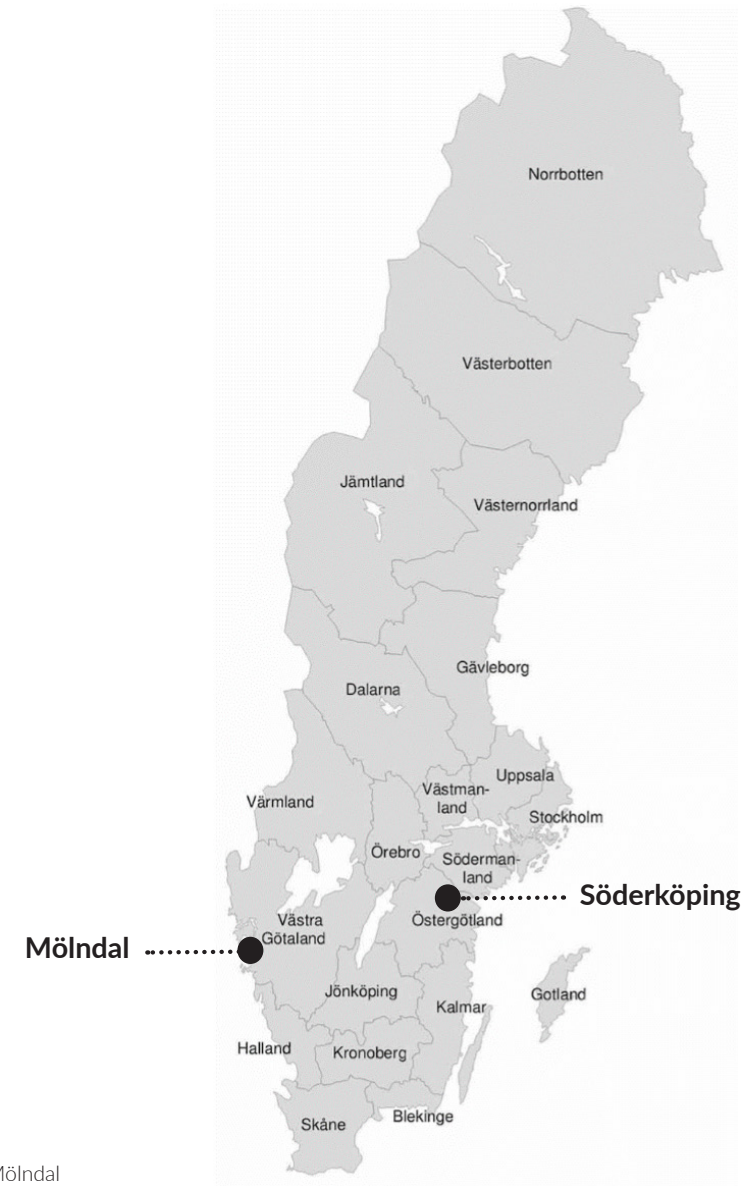 Norrbotten
Västerbotten
Jämtland
Västernorrland
Gävleborg
Dalarna
Uppsala
Västman-
land
Värmland
Stockholm
Örebro
Söderman-
land
Söderköping
Östergötland
Västra
Götaland
Mölndal
Jönköping
Gotland
Kalmar
Halland
Kronoberg
Blekinge
Skåne
Mölndal